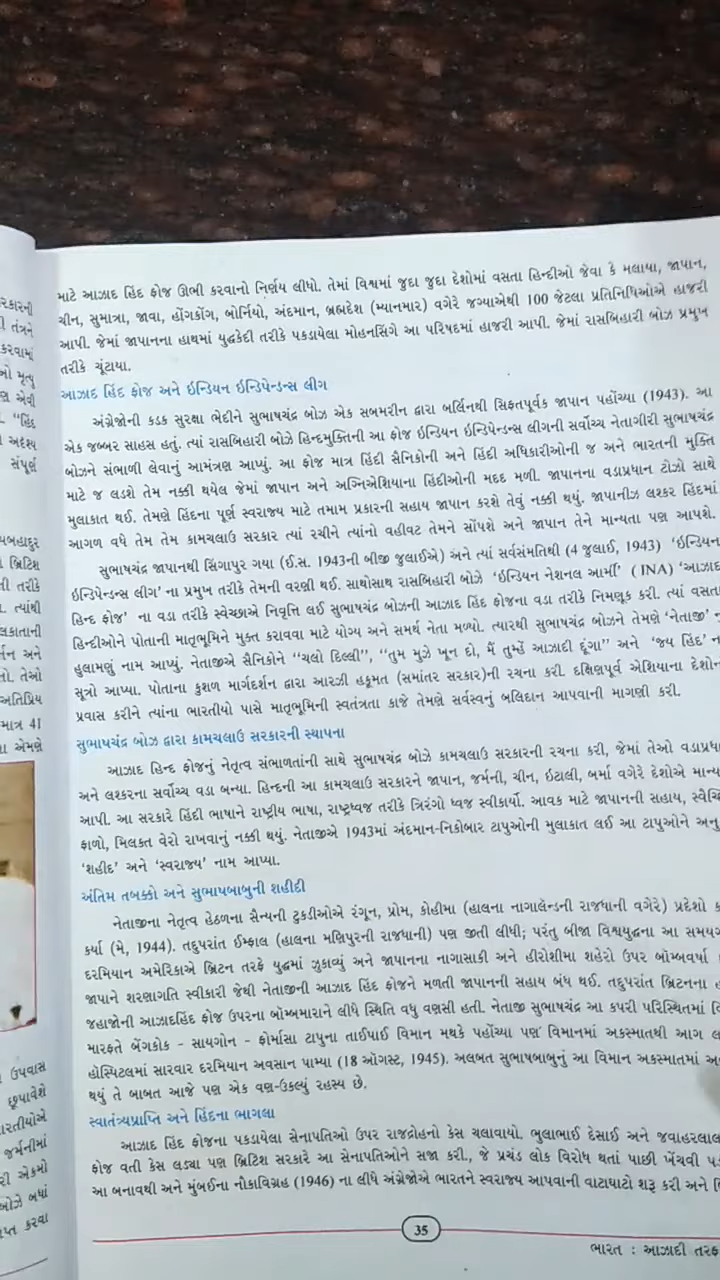 માટે આઝાદ હિંદ ફોજ ઊભી કરવાનો નિર્ણય લીધો. તેમાં વિશ્વમાં જુદા જુદા દેશોમાં વસતા હિન્દીઓ જેવા કે મલાયા, જાપાન,
ચીન, સુમાત્રા, જાવા, હોંગકોંગ, બોર્નિયો, અંદમાન, બ્રહ્મદેશ (મ્યાનમાર) વગેરે જગ્યાએથી 100 જેટલા પ્રતિનિધિઓએ હાજરી
આપી. જેમાં જાપાનના હાથમાં યુદ્ધકેદી તરીકે પકડાયેલા મોહનસિંગે આ પરિષદમાં હાજરી આપી. જેમાં રાસબિહારી બોઝ પ્રમુખ
તરીકે ચૂંટાયા.
આઝાદ હિંદ ફોજ અને ઇન્ડિયન ઇન્ડિપેન્ડન્સ લીગ
અંગ્રેજોની કડક સુરક્ષા ભેદીને સુભાષચંદ્ર બોઝ એક સબમરીન દ્વારા બર્લિનથી સિફતપૂર્વક જાપાન પહોંચ્યા (1943). આ
એક જબ્બર સાહસ હતું. ત્યાં રાસબિહારી બોઝે હિન્દમુક્તિની આ ફોજ ઇન્ડિયન ઇન્ડિપેન્ડન્સ લીગની સર્વોચ્ચ નેતાગીરી સુભાષચંદ્ર
બોઝને સંભાળી લેવાનું આમંત્રણ આપ્યું. આ ફોજ માત્ર હિંદી સૈનિકોની અને હિંદી અધિકારીઓની જ અને ભારતની મુક્તિ
માટે જ લડશે તેમ નક્કી થયેલ જેમાં જાપાન અને અગ્નિએશિયાના હિંદીઓની મદદ મળી. જાપાનના વડાપ્રધાન ટોઝો સાથે
મુલાકાત થઈ. તેમણે હિંદના પૂર્ણ સ્વરાજ્ય માટે તમામ પ્રકારની સહાય જાપાન કરશે તેવું નક્કી થયું. જાપાનીઝ લશ્કર હિંદમાં
આગળ વધે તેમ તેમ કામચલાઉ સરકાર ત્યાં રચીને ત્યાંનો વહીવટ તેમને સોંપશે અને જાપાન તેને માન્યતા પણ આપશે.
સુભાષચંદ્ર જાપાનથી સિંગાપુર ગયા (ઈ.સ. 1943ની બીજી જુલાઈએ) અને ત્યાં સર્વસંમતિથી (4 જુલાઈ, 1943) 'ઇન્ડિયન
ઇન્ડિપેન્ડન્સ લીગ' ના પ્રમુખ તરીકે તેમની વરણી થઈ. સાથોસાથ રાસબિહારી બોઝે 'ઇન્ડિયન નેશનલ આર્મી' (INA) 'આઝાદ
હિન્દ ફોજ' ના વડા તરીકે સ્વેચ્છાએ નિવૃત્તિ લઈ સુભાષચંદ્ર બોઝની આઝાદ હિંદ ફોજના વડા તરીકે નિમણૂક કરી. ત્યાં વસતા
હિન્દીઓને પોતાની માતૃભૂમિને મુક્ત કરાવવા માટે યોગ્ય અને સમર્થ નેતા મળ્યો. ત્યારથી સુભાષચંદ્ર બોઝને તેમણે 'નેતાજી'
હુલામણું નામ આપ્યું. નેતાજીએ સૈનિકોને "ચલો દિલ્લી", "તુમ મુઝે ખૂન દો, મૈં તુમ્હેં આઝાદી દૂંગા" અને 'જય હિંદ'
સૂત્રો આપ્યા. પોતાના કુશળ માર્ગદર્શન દ્વારા આરઝી હકૂમત (સમાંતર સરકાર)ની રચના કરી. દક્ષિણપૂર્વ એશિયાના
પ્રવાસ કરીને ત્યાંના ભારતીયો પાસે માતૃભૂમિની સ્વતંત્રતા કાજે તેમણે સર્વસ્વનું બલિદાન આપવાની માગણી કરી.
સુભાષચંદ્ર બોઝ દ્વારા કામચલાઉ સરકારની સ્થાપના
આઝાદ હિન્દ ફોજનું નેતૃત્વ સંભાળતાંની સાથે સુભાષચંદ્ર બોઝે કામચલાઉ સરકારની રચના કરી, જેમાં તેઓ
અને લશ્કરના સર્વોચ્ચ વડા બન્યા. હિન્દની આ કામચલાઉ સરકારને જાપાન, જર્મની, ચીન, ઇટાલી, બર્મા વગેરે દેશોએ
આપી. આ સરકારે હિંદી ભાષાને રાષ્ટ્રીય ભાષા, રાષ્ટ્રધ્વજ તરીકે ત્રિરંગો ધ્વજ સ્વીકાર્યો. આવક માટે જાપાનની સહાય,
ફાળો, મિલકત વેરો રાખવાનું નક્કી થયું. નેતાજીએ 1943માં અંદમાન-નિકોબાર ટાપુઓની મુલાકાત લઈ આ ટાપુઓને
'શહીદ' અને 'સ્વરાજ્ય' નામ આપ્યા.
અંતિમ તબક્કો અને સુભાષબાબુની શહીદી
નેતાજીના નેતૃત્વ હેઠળના સૈન્યની ટુકડીઓએ રંગૂન, પ્રોમ, કોહીમા (હાલના નાગાલેન્ડની રાજધાની વગેરે) પ્રદેશો
કર્યા (મે, 1944). તદુપરાંત ઈમ્ફાલ (હાલના મણિપુરની રાજધાની) પણ જીતી લીધી; પરંતુ બીજા વિશ્વયુદ્ધના આ
દરમિયાન અમેરિકાએ બ્રિટન તરફે યુદ્ધમાં ઝુકાવ્યું અને જાપાનના નાગાસાકી અને હીરોશીમા શહેરો ઉપર બૉમ્બવર્ષા
જાપાને શરણાગતિ સ્વીકારી જેથી નેતાજીની આઝાદ હિંદ ફોજને મળતી જાપાનની સહાય બંધ થઈ. તદુપરાંત બ્રિટનના
જહાજોની આઝાદહિંદ ફોજ ઉપરના બોમ્બમારાને લીધે સ્થિતિ વધુ વણસી હતી. નેતાજી સુભાષચંદ્ર આ કપરી પરિસ્થિતમાં
મારફતે બેંગકોક - સાયગોન - ફોર્મોસા ટાપુના તાઈપાઈ વિમાન મથકે પહોંચ્યા પણ વિમાનમાં અકસ્માતથી આગ
હૉસ્પિટલમાં સારવાર દરમિયાન અવસાન પામ્યા (18 ઑગસ્ટ, 1945). અલબત સુભાષબાબુનું આ વિમાન અકસ્માતમાં
થયું તે બાબત આજે પણ એક વણ-ઉકલ્યું રહસ્ય છે.
સ્વાતંત્ર્યપ્રાપ્તિ અને હિંદના ભાગલા
આઝાદ હિંદ ફોજના પકડાયેલા સેનાપતિઓ ઉપર રાજદ્રોહનો કેસ ચલાવાયો. ભુલાભાઈ દેસાઈ અને જવાહરલાલ
ફોજ વતી કેસ લડ્યા પણ બ્રિટિશ સરકારે આ સેનાપતિઓને સજા કરી., જે પ્રચંડ લોક વિરોધ થતાં પાછી ખેંચવી
આ બનાવથી અને મુંબઈના નૌકાવિગ્રહ (1946) ના લીધે અંગ્રેજોએ ભારતને સ્વરાજ્ય આપવાની વાટાઘાટો શરૂ કરી અને
35
ભારત : આઝાદી તરફ